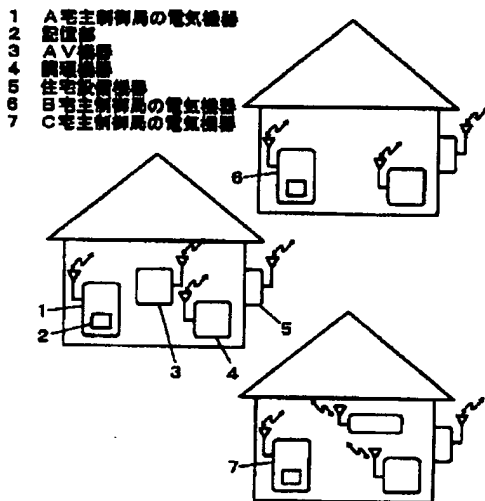 1 A宅主制御局の電気機器
2 記憶部
3 AV機器
4 調理機器
5 住宅設備機器
6 B宅主制御局の電気機器
7 C宅主制御局の電気機器
6
1
2
3
4
5
7